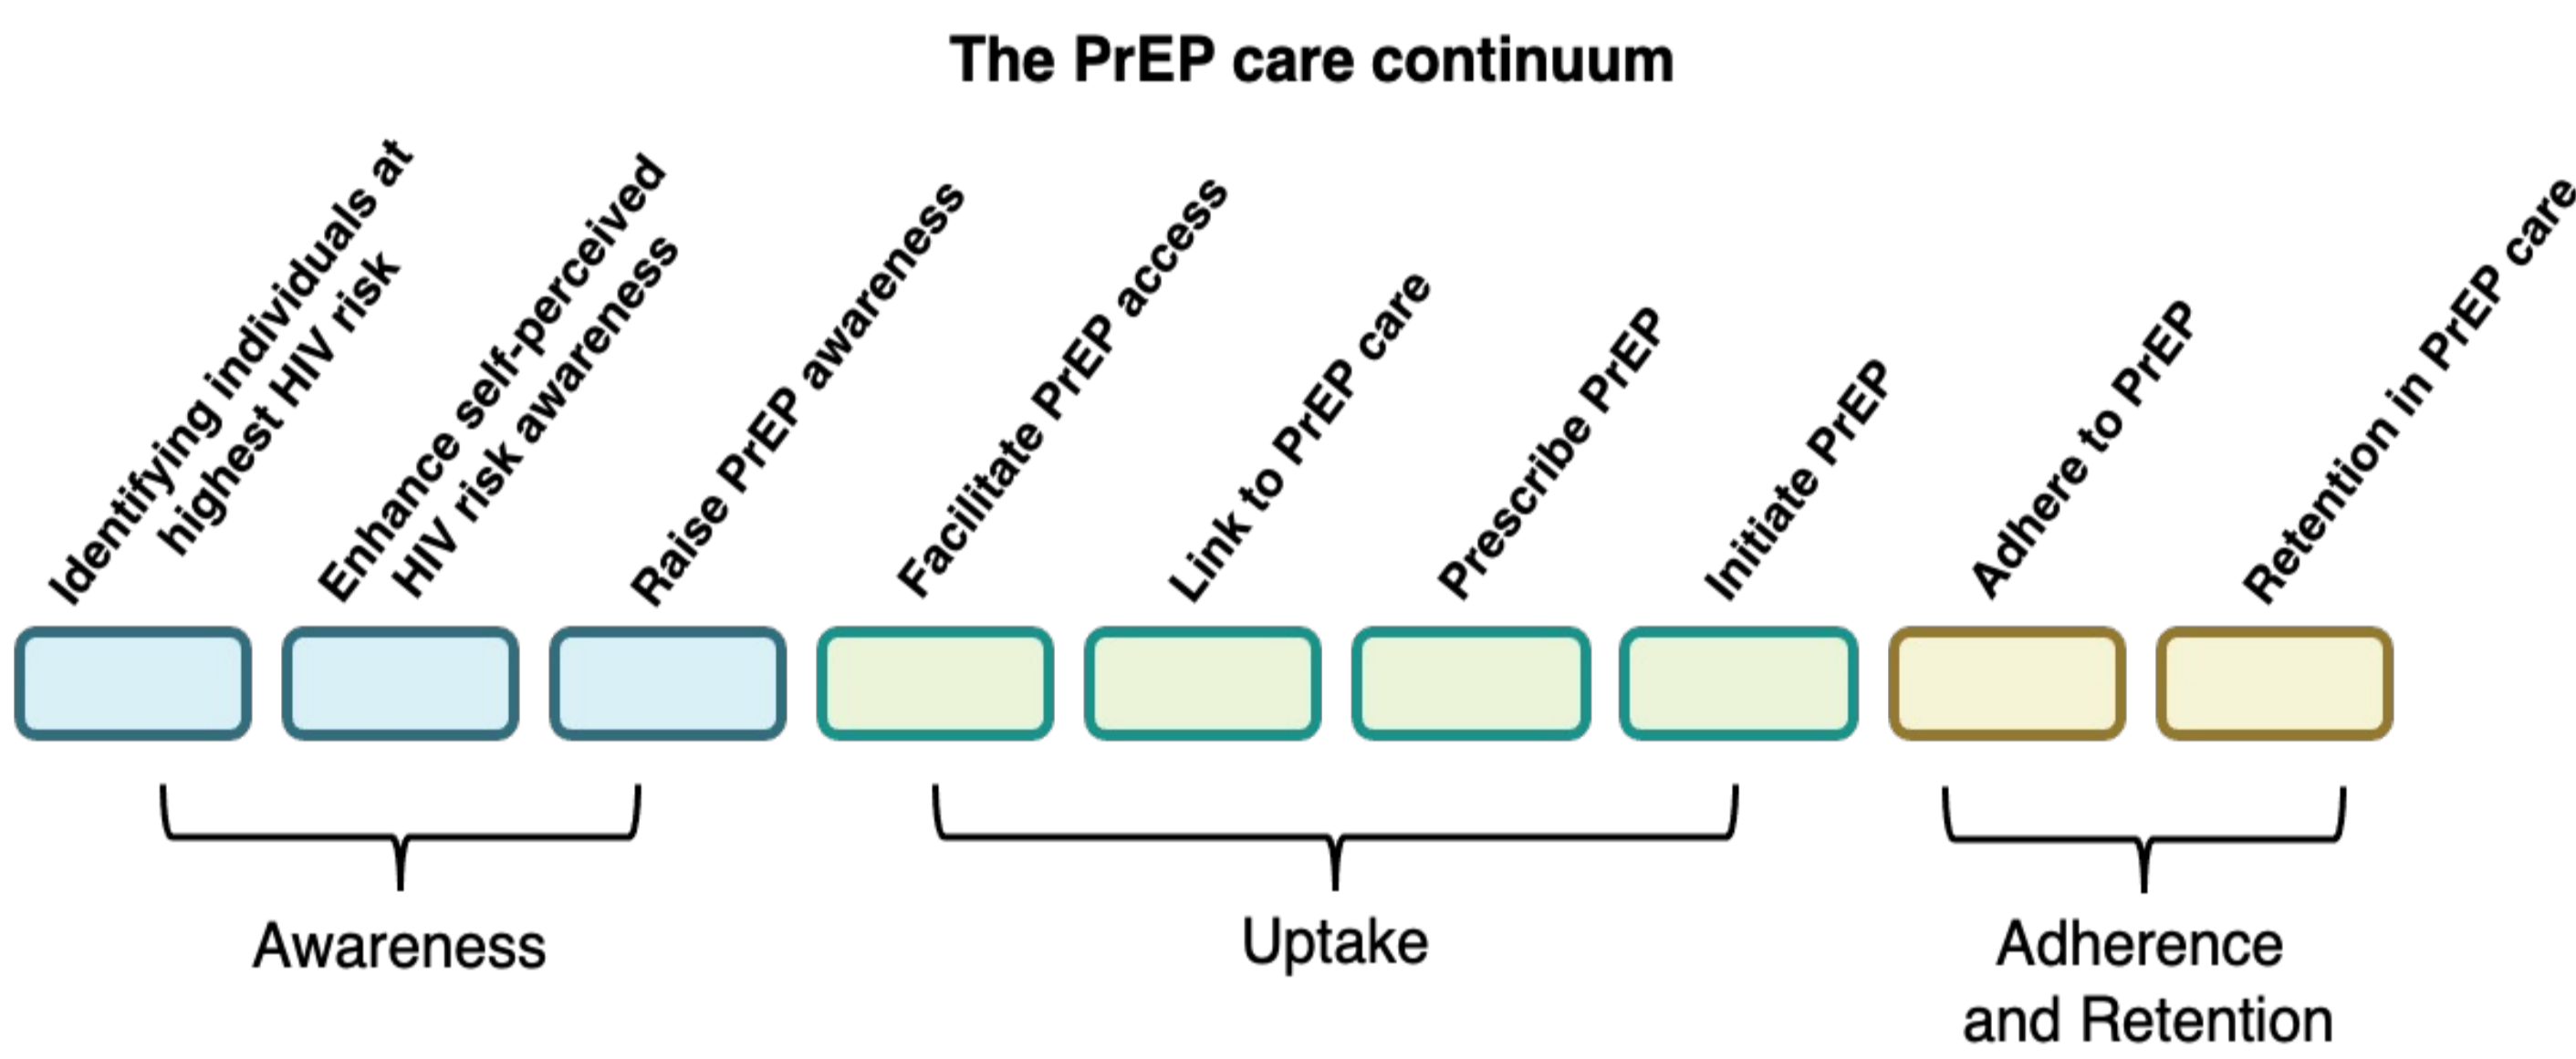 The PrEP care continuum
Identifying individuals at
highest HIV risk
Enhance self-perceived
HIV risk awareness
Raise PrEP awareness
Facilitate PrEP access
Link to PrEP care
Prescribe PrEP
Initiate PrEP
Adhere to PrEP
Retention in PrEP care
Awareness
Uptake
Adherence
and Retention